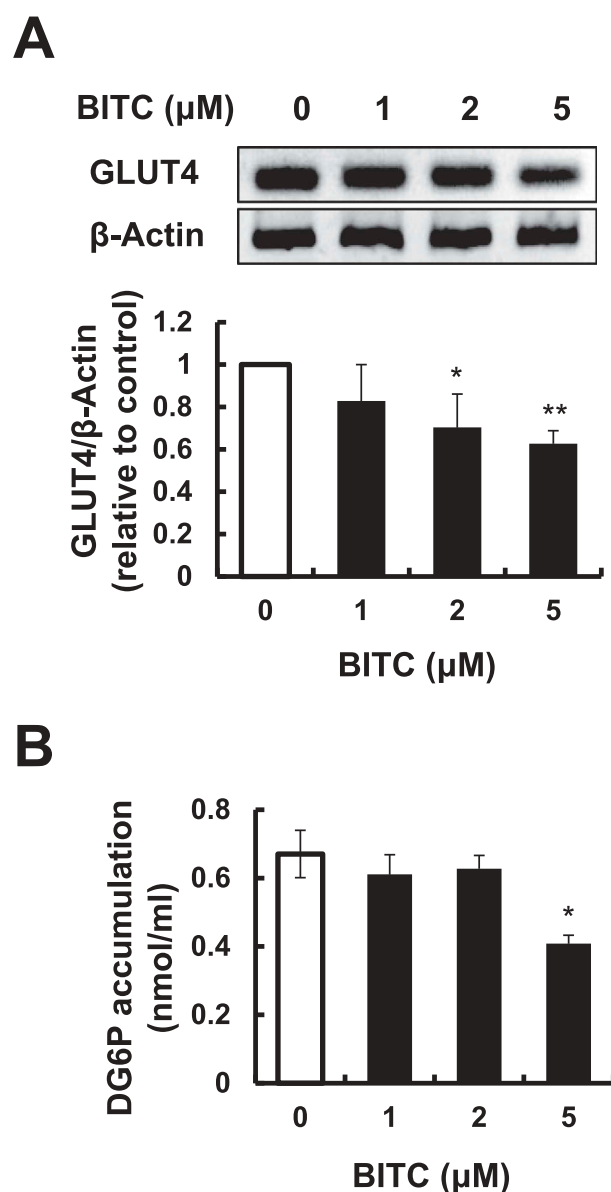 A
BITC (μM) 0 1 2 5
GLUT4
β-Actin
GLUT4/β-Actin
(relative to control)
1.2
1
0.8
0.6
0.4
0.2
0
*
**
0 1 2 5
BITC (μM)
B
DG6P accumulation
(nmol/ml)
0.8
0.6
0.4
0.2
0
*
0 1 2 5
BITC (μM)